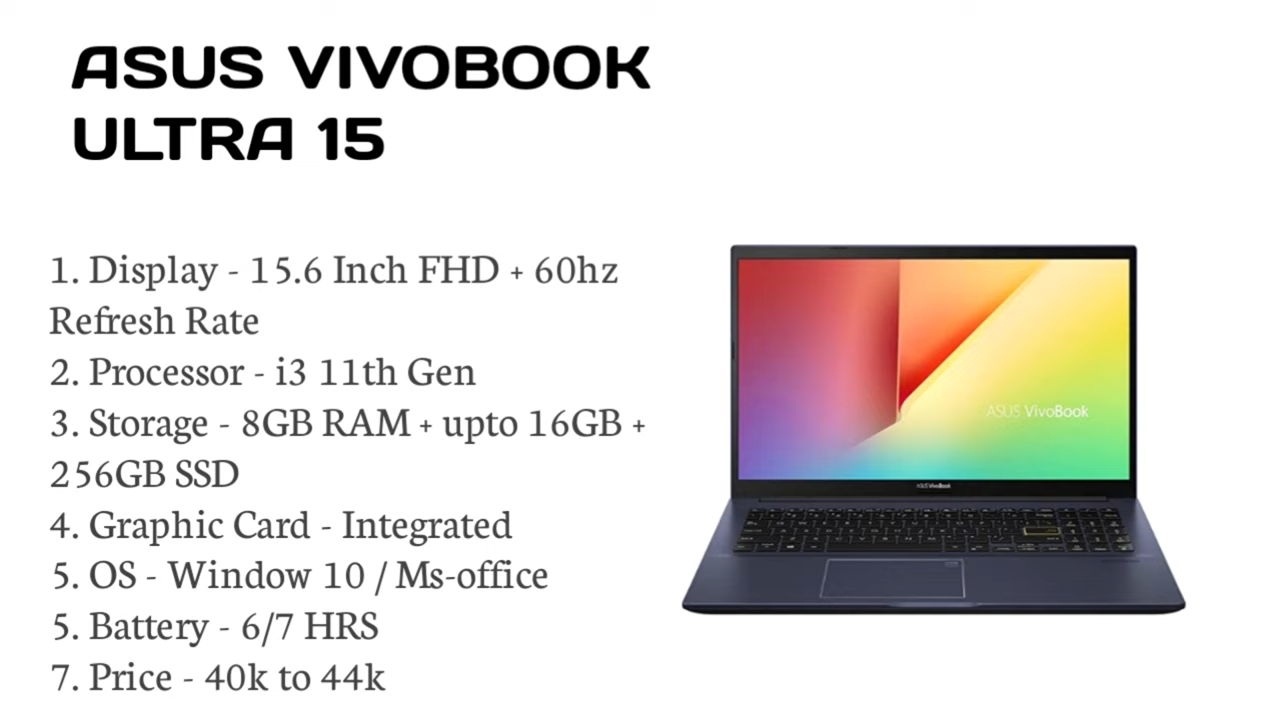 ASUS VIVOBOOK
ULTRA 15
1. Display - 15.6 Inch FHD + 60hz
Refresh Rate
2. Processor - i3 11th Gen
3. Storage - 8GB RAM + upto 16GB +
256GB SSD
4. Graphic Card - Integrated
5. OS - Window 10 / Ms-office
5. Battery - 6/7 HRS
7. Price - 40k to 44k
ASUS VivoBook
ASUS VivoBook